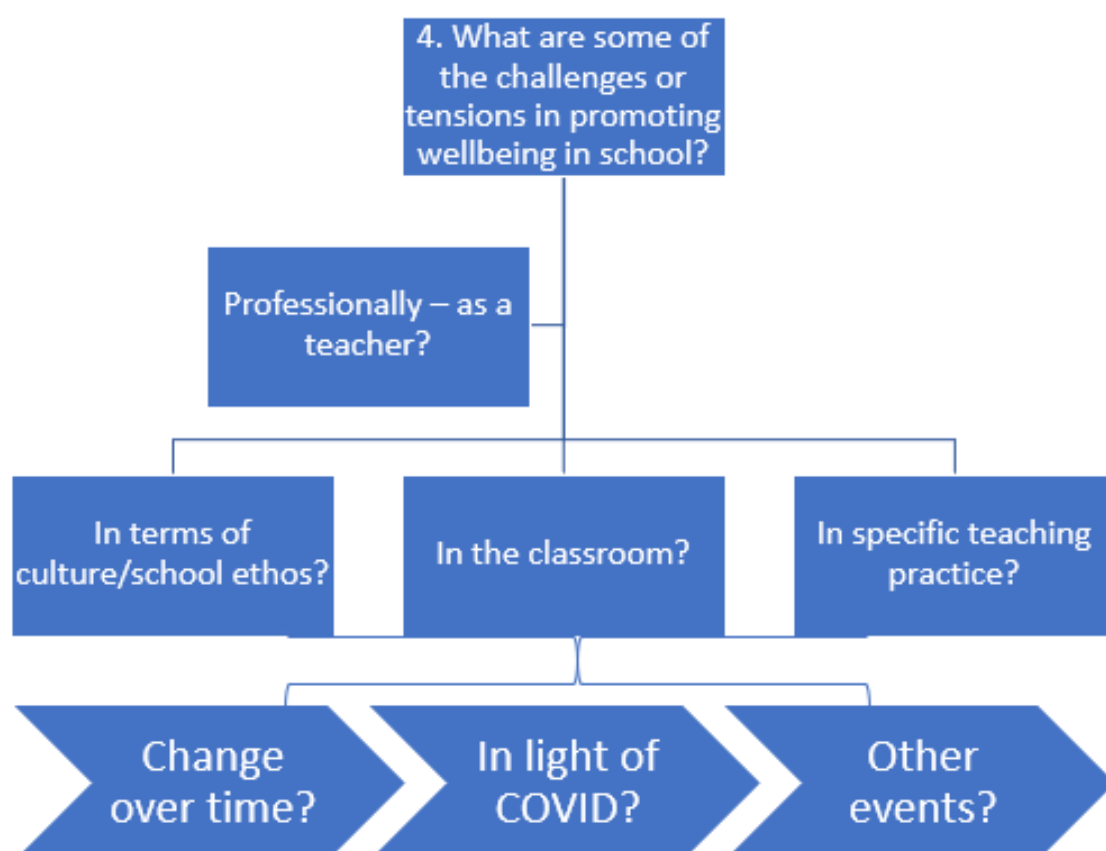 4. What are some of
the challenges or
tensions in promoting
wellbeing in school?
Professionally – as a
teacher?
In terms of
culture/school ethos?
In the classroom?
In specific teaching
practice?
Change
over time?
In light of
COVID?
Other
events?